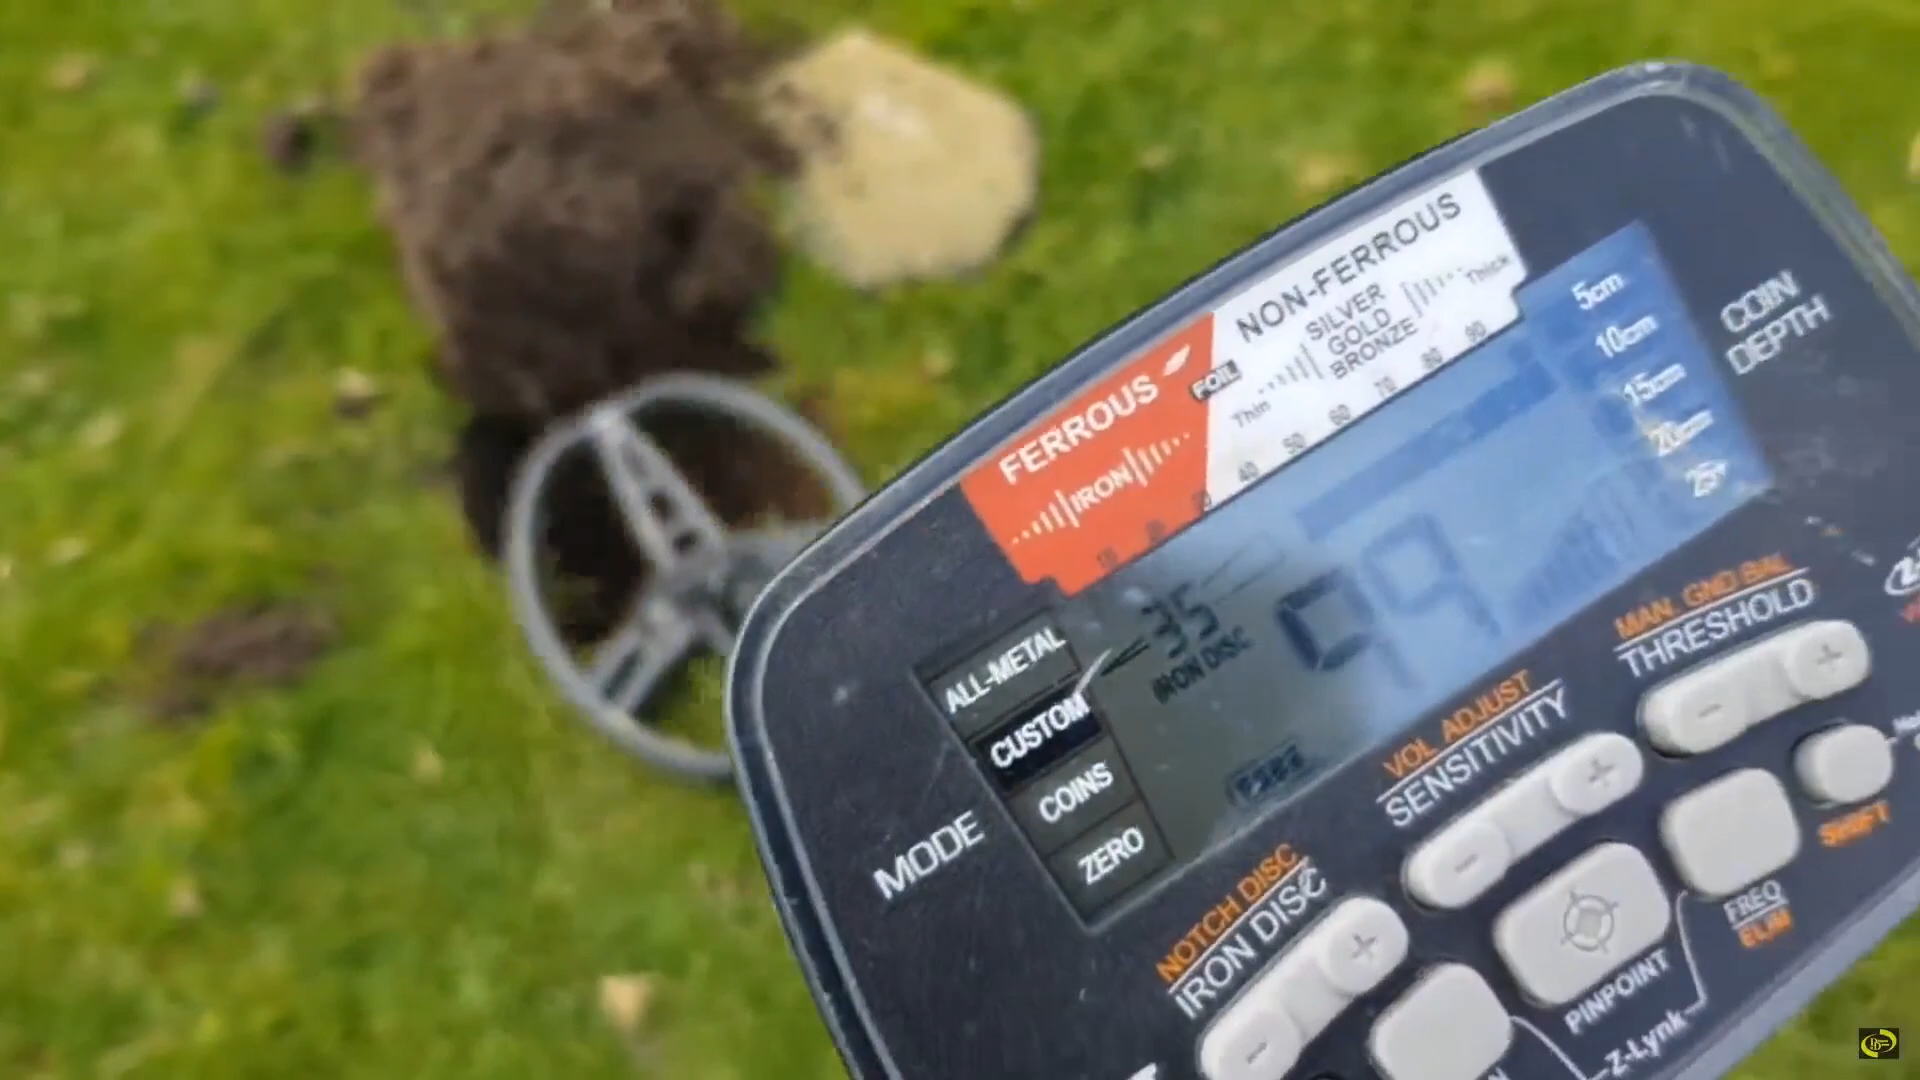 NON-FERROUS
SILVER
GOLD
BRONZE
Thin
Thick
FOIL
FERROUS
IRON
40 50 60 70 80 90
5cm
10cm
15cm
20cm
COIN
DEPTH
35
IRON DISC
99
ALL-METAL
CUSTOM
COINS
ZERO
MODE
MAN. GND BAL
THRESHOLD
- +
VOL ADJUST
SENSITIVITY
- +
NOTCH DISC
IRON DISC
- +
SHIFT
FREQ
ELIM
PINPOINT
Z-Lynk